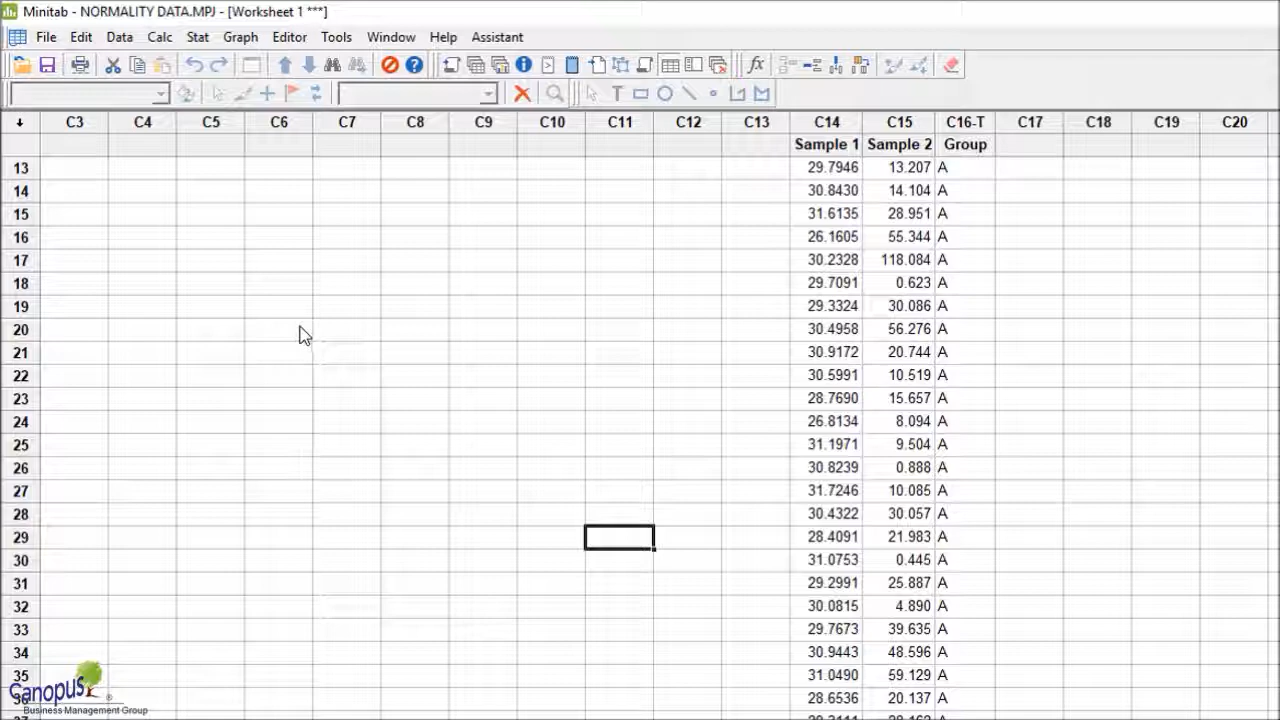 Minitab - NORMALITY DATA.MPJ - [Worksheet 1 ***]
File Edit Data Calc Stat Graph Editor Tools Window Help Assistant
C3 C4 C5 C6 C7 C8 C9 C10 C11 C12 C13 C14 C15 C16-T C17 C18 C19 C20
Sample 1 Sample 2 Group
13 29.7946 13.207 A
14 30.8430 14.104 A
15 31.6135 28.951 A
16 26.1605 55.344 A
17 30.2328 118.084 A
18 29.7091 0.623 A
19 29.3324 30.086 A
20 30.4958 56.276 A
21 30.9172 20.744 A
22 30.5991 10.519 A
23 28.7690 15.657 A
24 26.8134 8.094 A
25 31.1971 9.504 A
26 30.8239 0.888 A
27 31.7246 10.085 A
28 30.4322 30.057 A
29 28.4091 21.983 A
30 31.0753 0.445 A
31 29.2991 25.887 A
32 30.0815 4.890 A
33 29.7673 39.635 A
34 30.9443 48.596 A
35 31.0490 59.129 A
36 28.6536 20.137 A
Canopus ®
Business Management Group